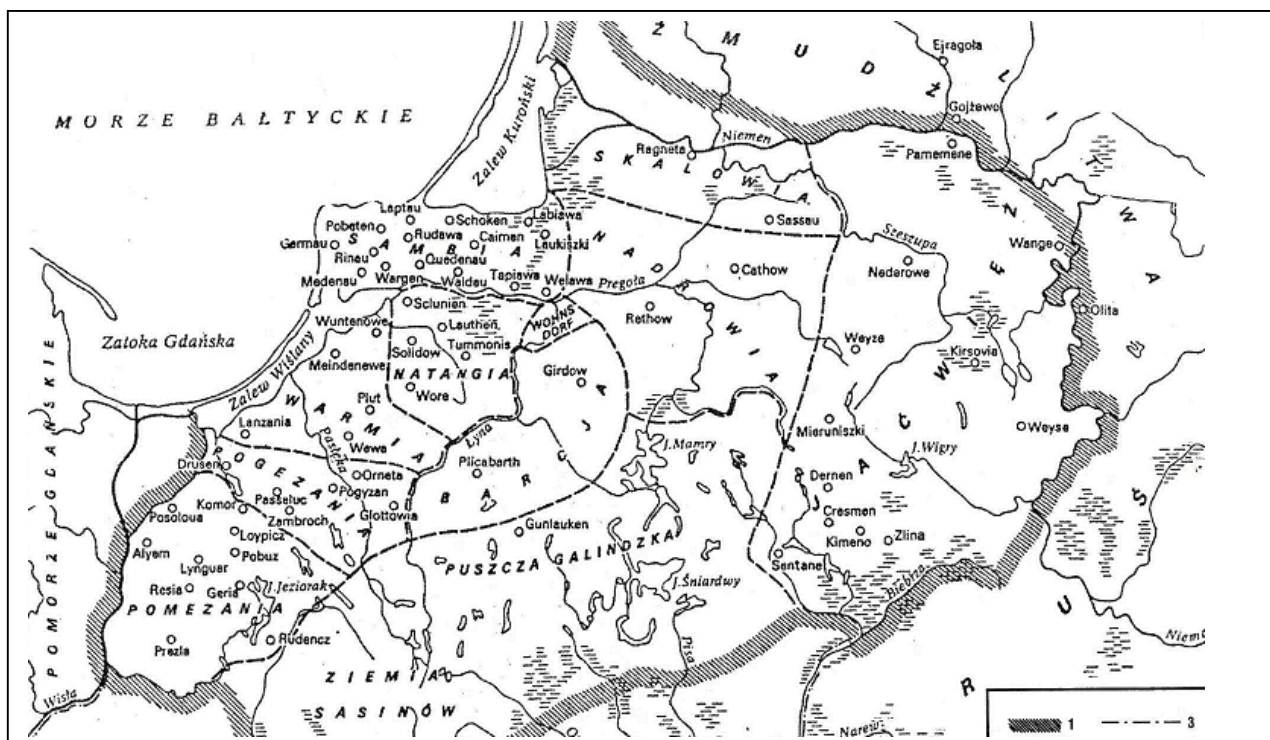 ŻMUDŹ
Ejragoła
MORZE BAŁTYCKIE
Zalew Kuroński
Gojżewo
Niemen
Ragneta
Pamemene
SKALOWIA
LITWA
Laptau
Schoken
Labiawa
Sassau
Pobeten
Rudawa
Caimen
Laukiszki
Szeszupa
Germau
SAMBIA
Wange
Rinau
Quedenau
NADROWIA
Cathow
Nederowe
Medenau
Wargen
Waldau
Tapiawa
Welawa
Pregoła
Sclunien
Rethow
Olita
Wuntenowe
Lauthen
WOHNS
DORF
Zatoka Gdańska
Zalew Wiślany
Solidow
Tummonis
Weyze
Kirsovia
Meindenewe
NATANGIA
Girdow
JAĆWIĘŻ
POMORZE GDAŃSKIE
Wore
WARMIA
Plut
Lanzania
Łyna
Mieruniszki
Weyse
Wewa
Pasłęka
J.Mamry
J.Wigry
Drusen
POGEZANIA
Orneta
Plicabarth
BARCJA
Dernen
Komor
Passeluc
Pogyzan
Posoloua
Zambroch
Glottowia
Cresmen
Loypicz
Gunlauken
Kimeno
Zlina
Alyem
Pobuz
PUSZCZA GALINDZKA
Lynguar
Sentane
Resia
Geria
J.Jeziorak
J.Śniardwy
Biebrza
POMEZANIA
RUŚ
Prezla
Rudencz
Pisa
Wisła
ZIEMIA
SASINÓW
Narew
1
3